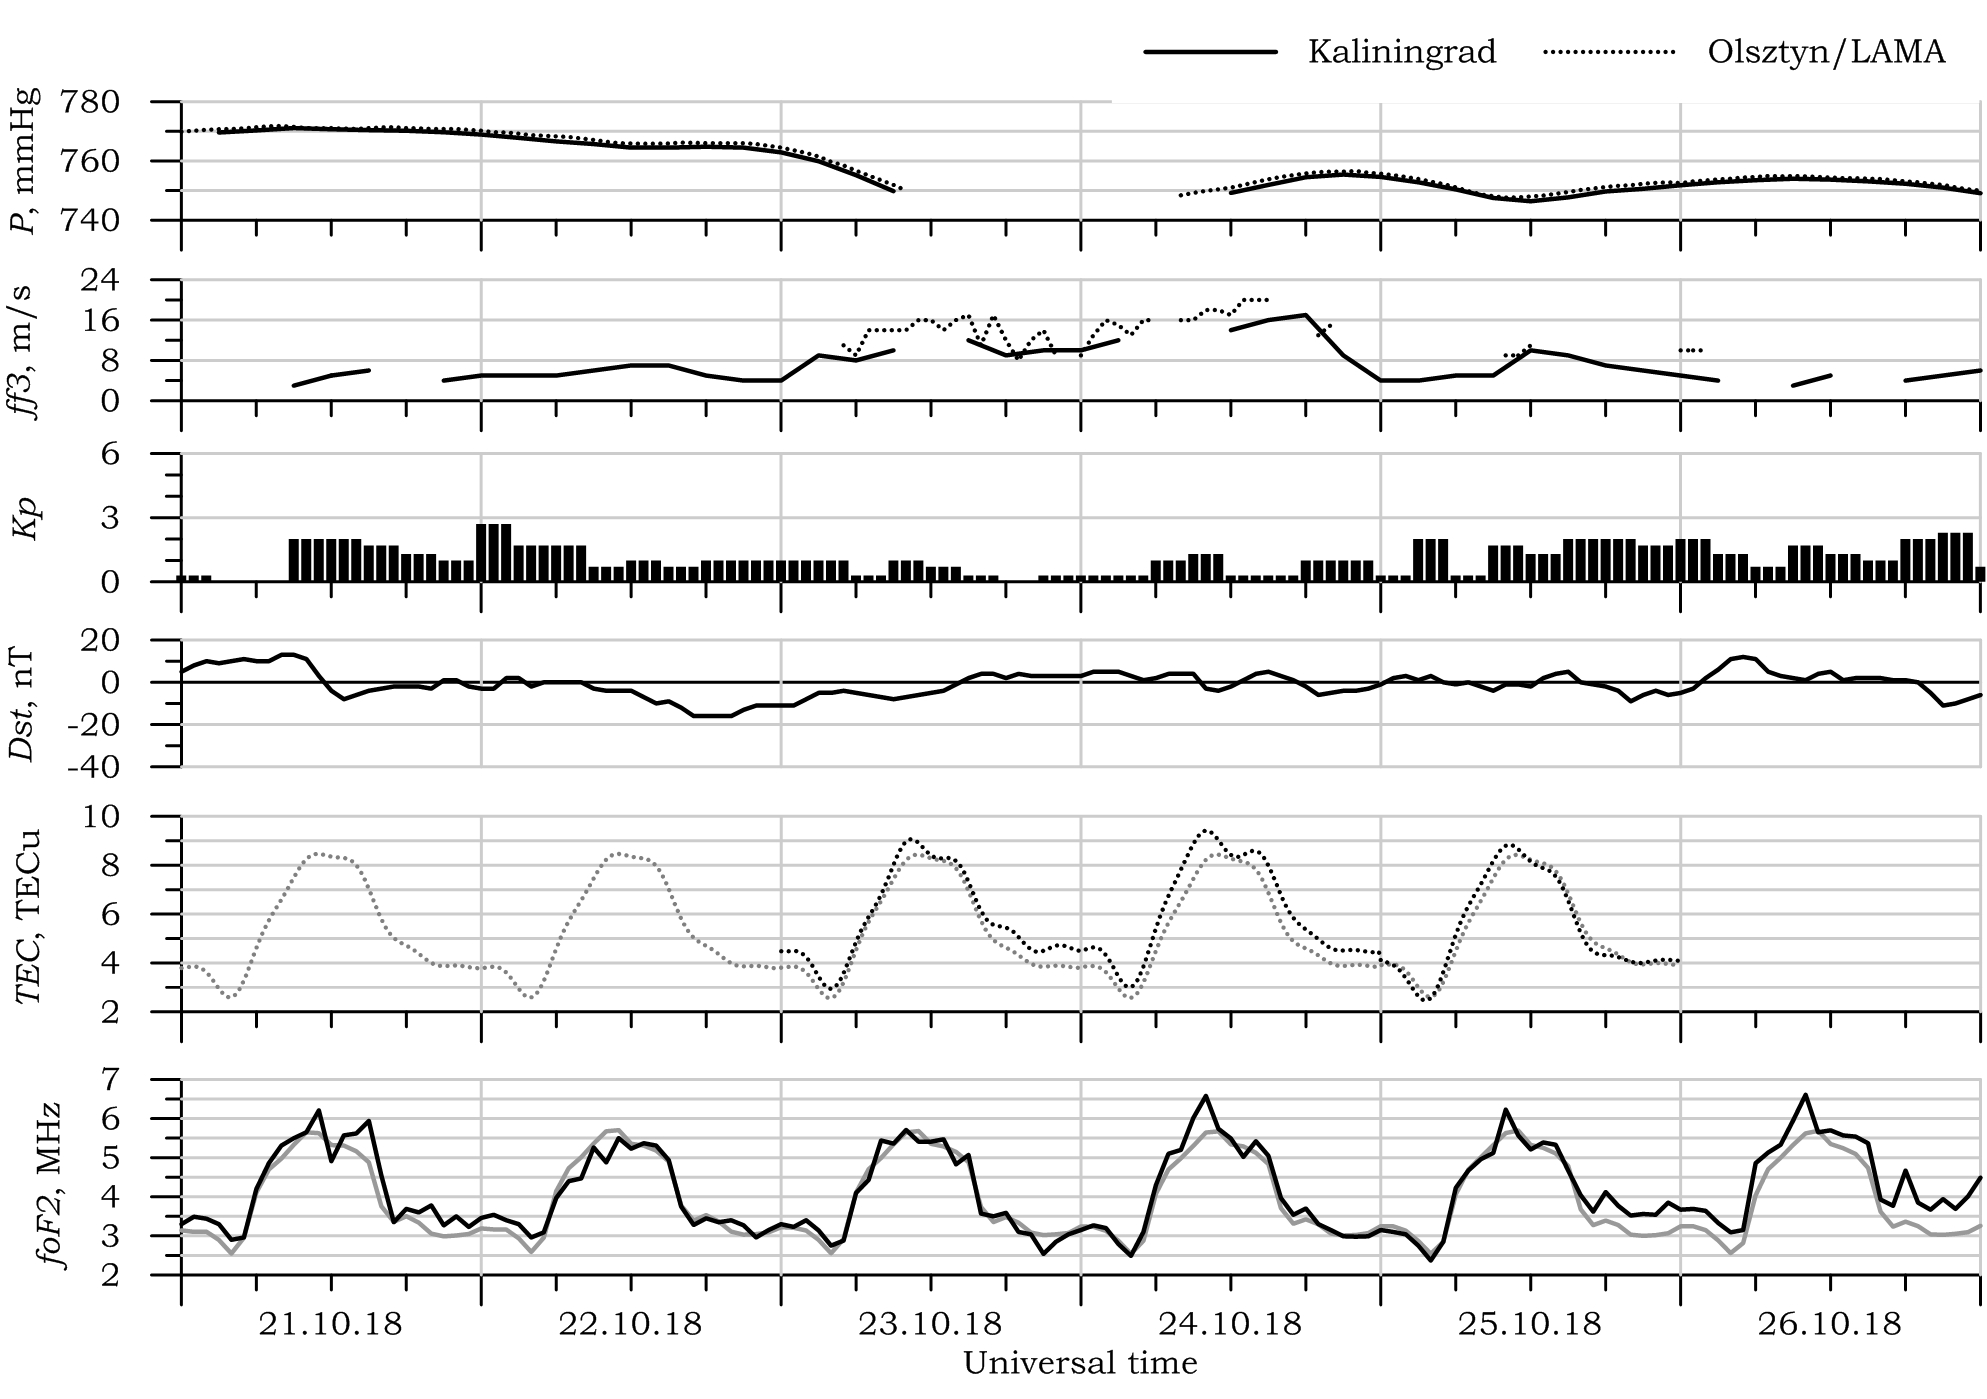 Kaliningrad Olsztyn/LAMA
P, mmHg
780
760
740
ff3, m/s
24
16
8
0
Kp
6
3
0
Dst, nT
20
0
-20
-40
TEC, TECu
10
8
6
4
2
foF2, MHz
7
6
5
4
3
2
21.10.18 22.10.18 23.10.18 24.10.18 25.10.18 26.10.18
Universal time